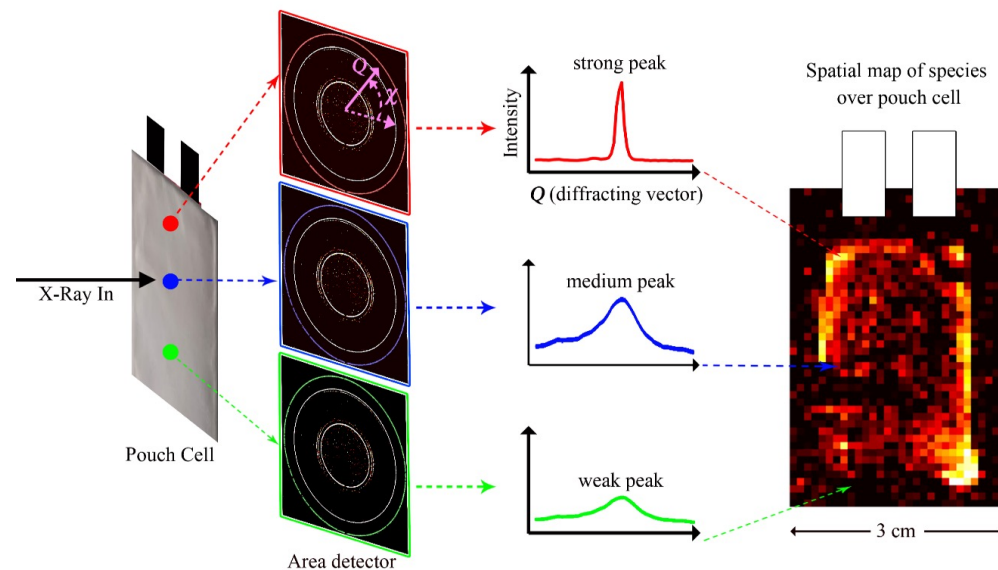 strong peak
Spatial map of species
over pouch cell
Q
χ
Intensity
Q (diffracting vector)
X-Ray In
medium peak
Pouch Cell
weak peak
3 cm
Area detector